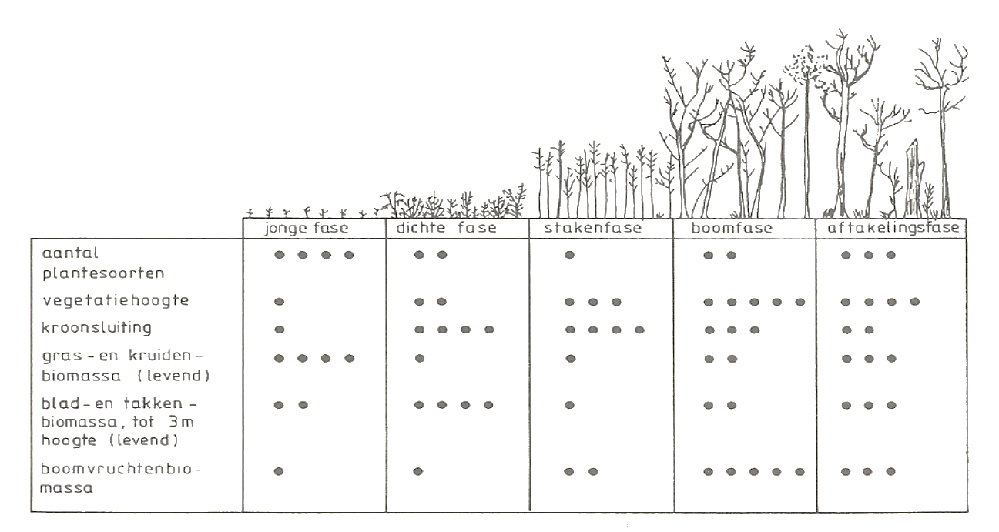 jonge fase dichte fase stakenfase boomfase aftakelingsfase
aantal
plantesoorten
vegetatiehoogte
kroonsluiting
gras-en kruiden-
biomassa (levend)
blad-en takken-
biomassa, tot 3m
hoogte (levend)
boomvruchtenbio-
massa